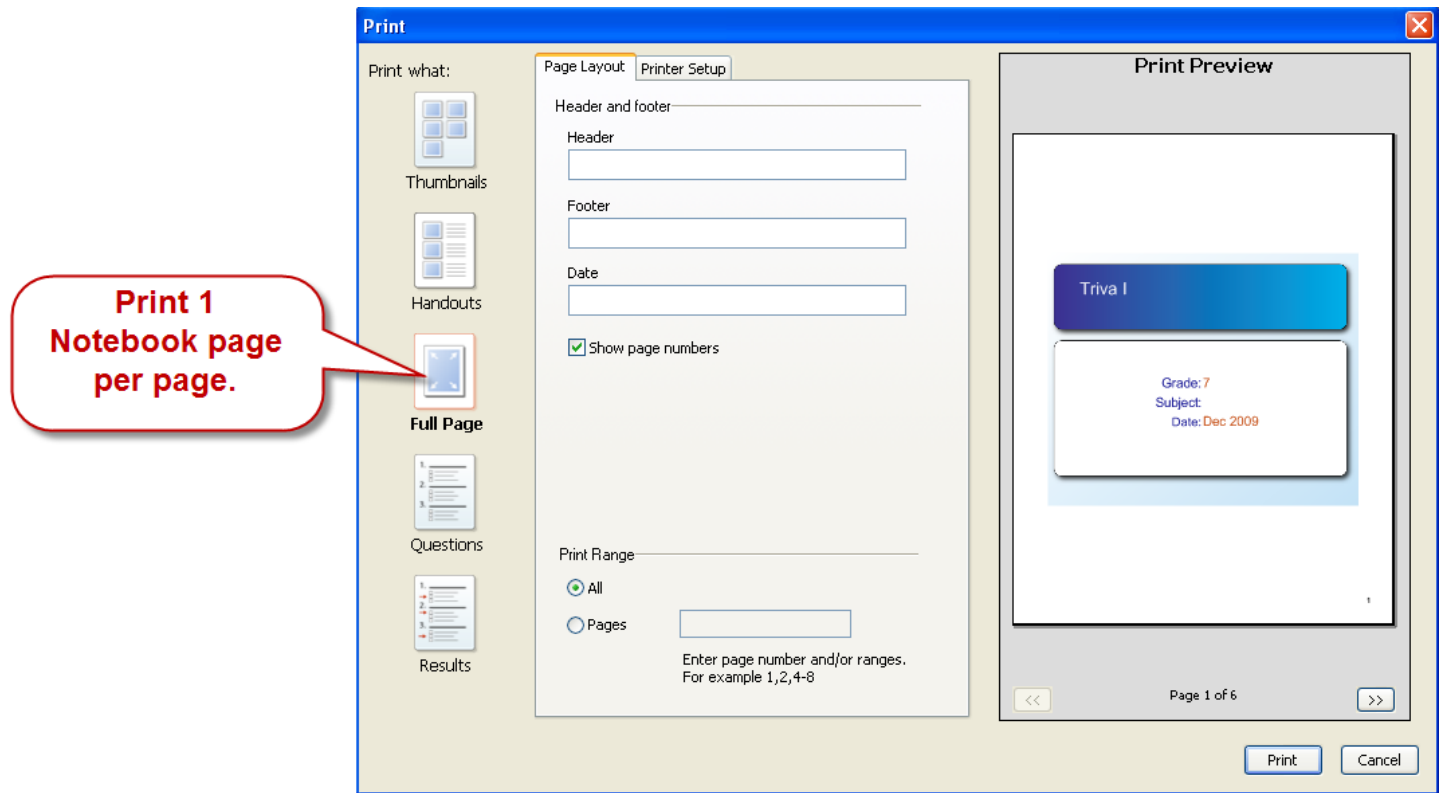 Print
Print what:
Thumbnails
Handouts
Full Page
Questions
Results
Print 1
Notebook page
per page.
Page Layout
Printer Setup
Header and footer
Header
Footer
Date
Show page numbers
Print Range
All
Pages
Enter page number and/or ranges.
For example 1,2,4-8
Print Preview
Triva I
Grade: 7
Subject:
Date: Dec 2009
1
<<
Page 1 of 6
>>
Print
Cancel